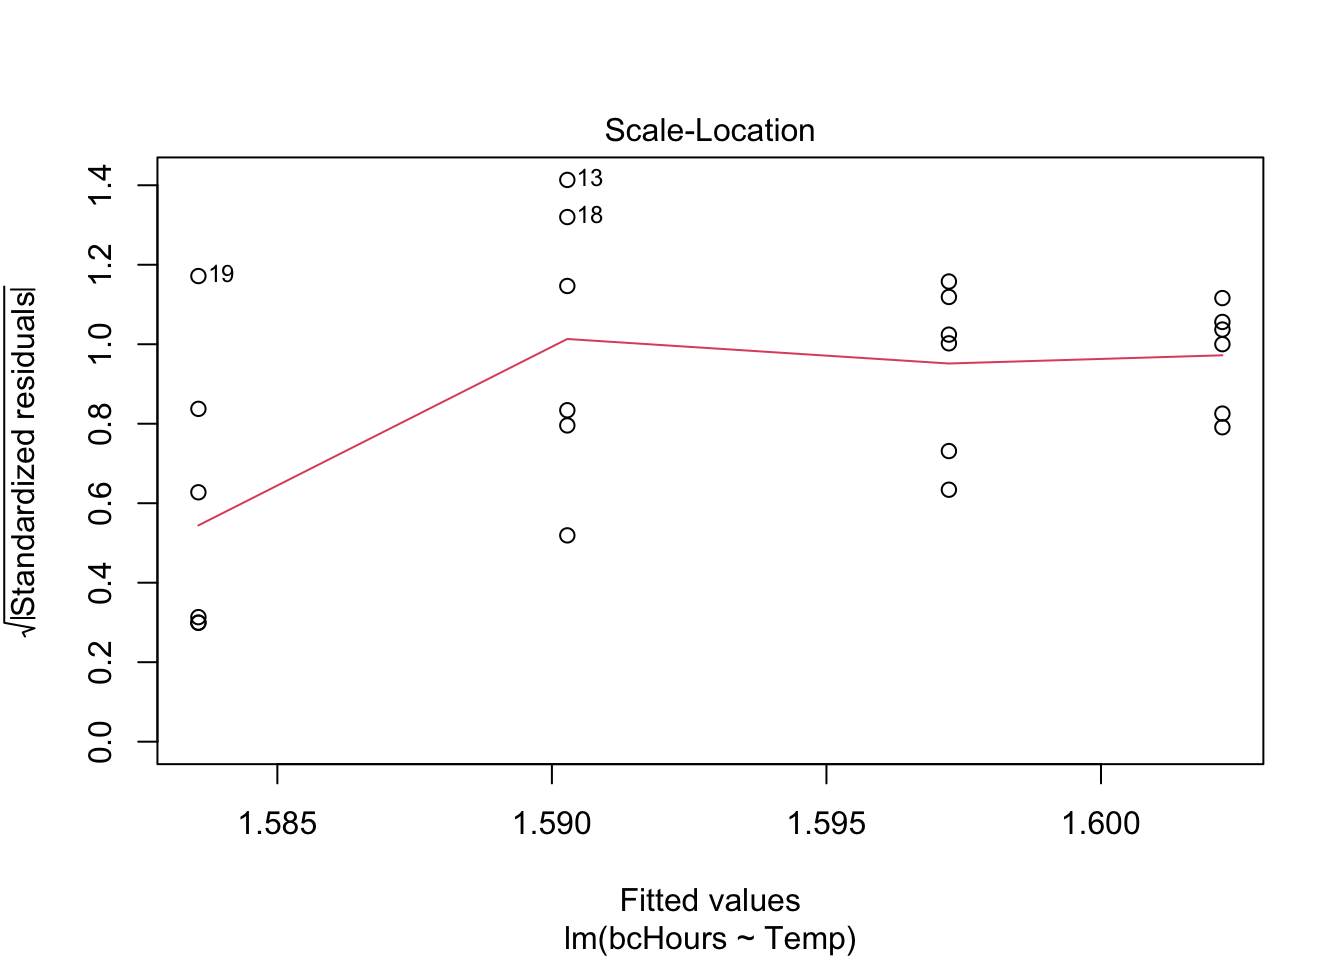 Scale-Location
√|Standardized residuals|
1.4
1.2
1.0
0.8
0.6
0.4
0.2
0.0
13
18
19
1.585 1.590 1.595 1.600
Fitted values
lm(bcHours ~ Temp)